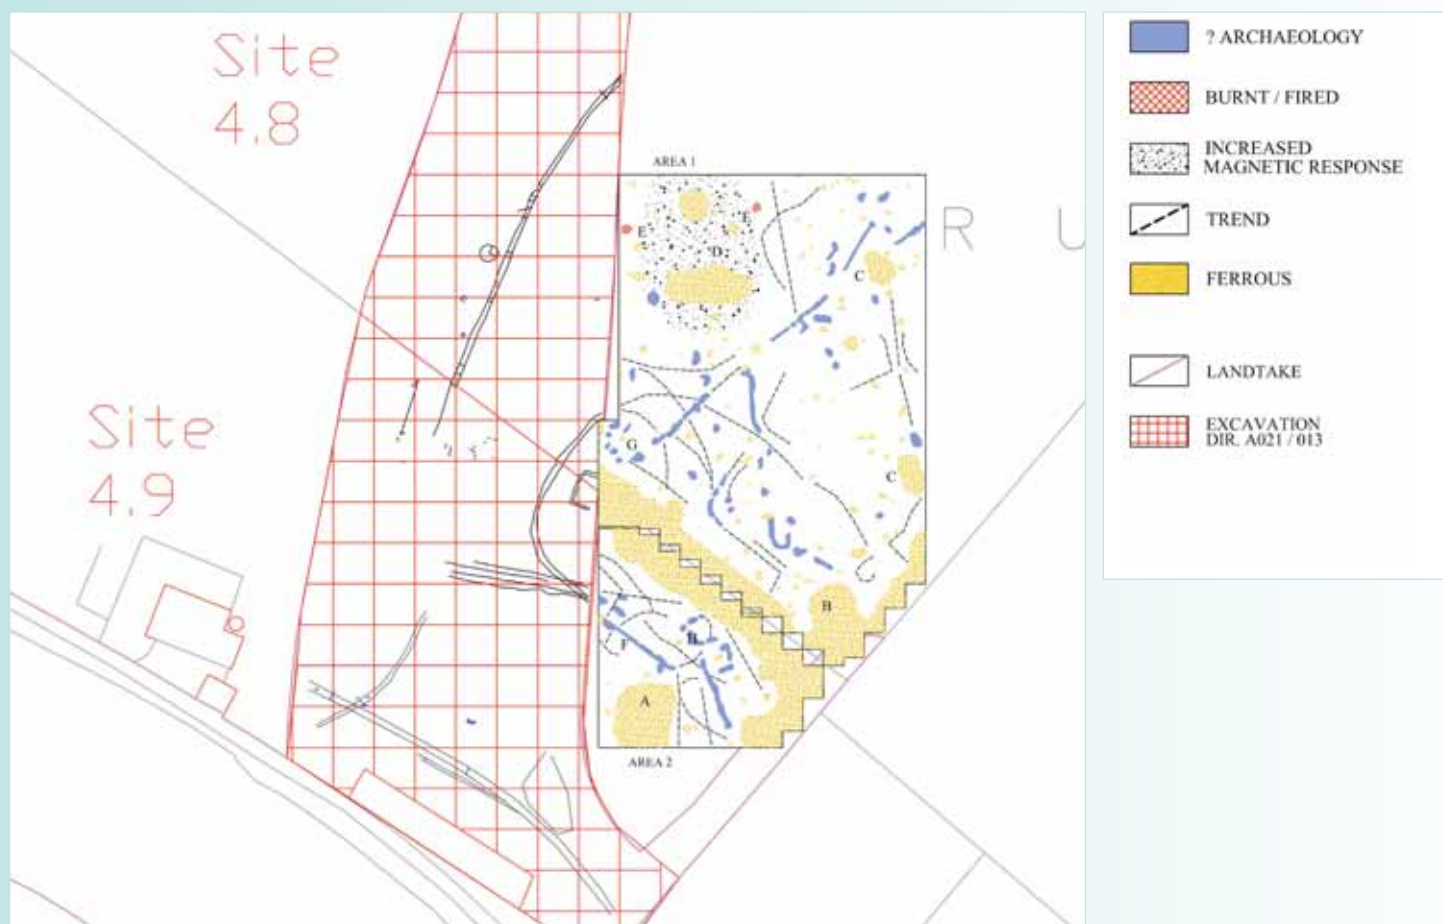 Site
4.8
Site
4.9
AREA 1
R U
E
E
D
C
G
C
B
F
H
A
AREA 2
? ARCHAEOLOGY
BURNT / FIRED
INCREASED
MAGNETIC RESPONSE
TREND
FERROUS
LANDTAKE
EXCAVATION
DIR. A021 / 013